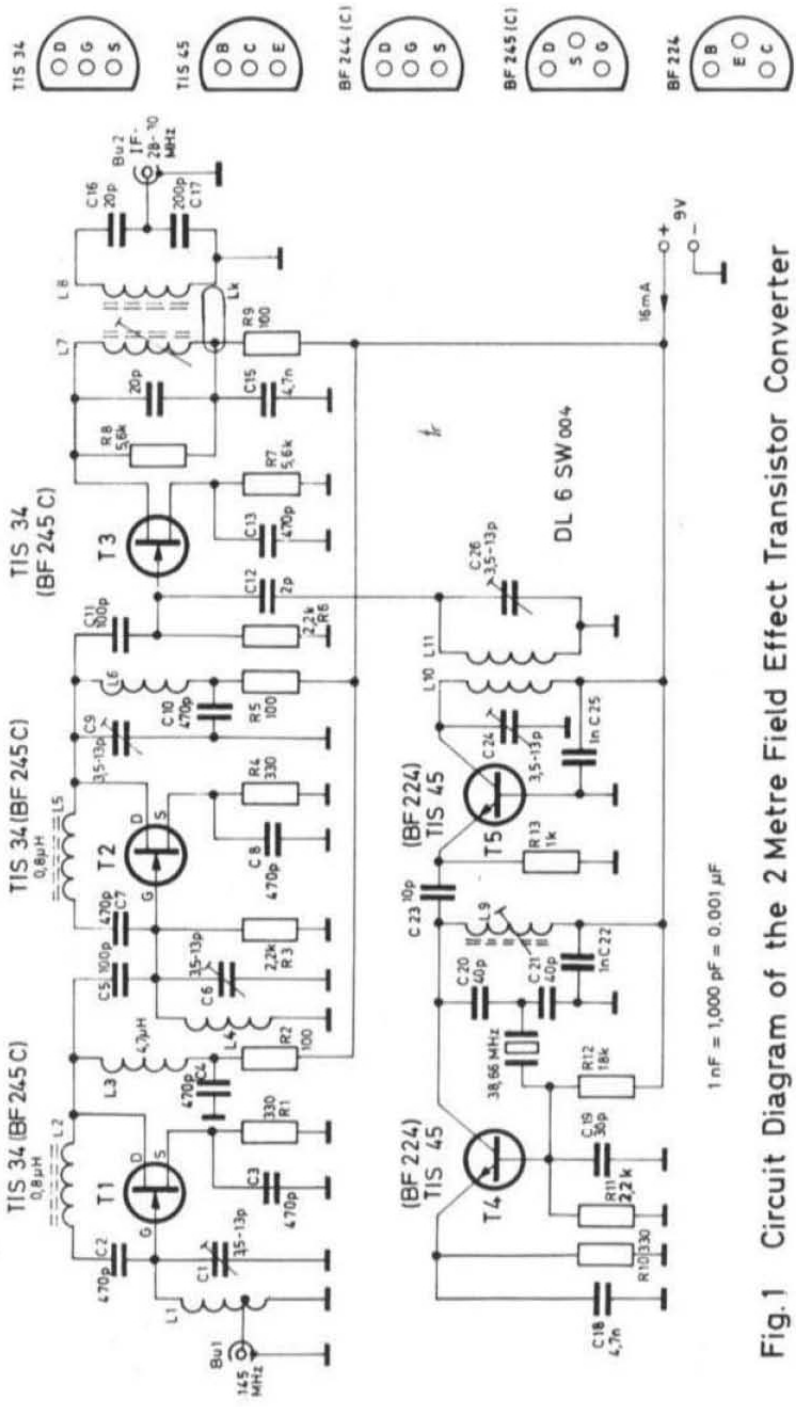 TIS 34 (BF 245 C)
0,8µH
L2
TIS 34 (BF 245 C)
0,8µH
L5
TIS 34
(BF 245 C)
TIS 34
D
G
S
TIS 45
B
C
E
BF 244 (C)
D
G
S
BF 245 (C)
D
S
G
BF 224
B
E
C
C2
470p
T1
D
S
G
L3
4,7µH
C5 100p
C7
470p
T2
D
S
G
C9
3,5-13p
L6
C11
100p
T3
R8
5,6k
20p
L7
L8
C16
20p
Bu2
IF-
28-30
MHz
200p
C17
Lk
Bu1
145
MHz
L1
C1
3,5-13p
C3
470p
330
R1
470p
C4
R2
100
L4
C6
3,5-13p
2,2k
R3
C8
470p
R4
330
C10
470p
R5
100
2,2k
R6
C12
2p
C13
470p
R7
5,6k
C15
4,7n
R9
100
(BF 224)
TIS 45
T4
C18
4,7n
R10 330
R11
2,2k
C19
30p
R12
18k
38,66 MHz
C20
40p
C21
40p
1nC22
L9
C23 10p
(BF 224)
TIS 45
T5
R13
1k
C24
3,5-13p
1nC25
L10
L11
C26
3,5-13p
DL 6 SW 004
16mA
+
9V
-
1 nF = 1,000 pF = 0.001 µF
Fig.1 Circuit Diagram of the 2 Metre Field Effect Transistor Converter